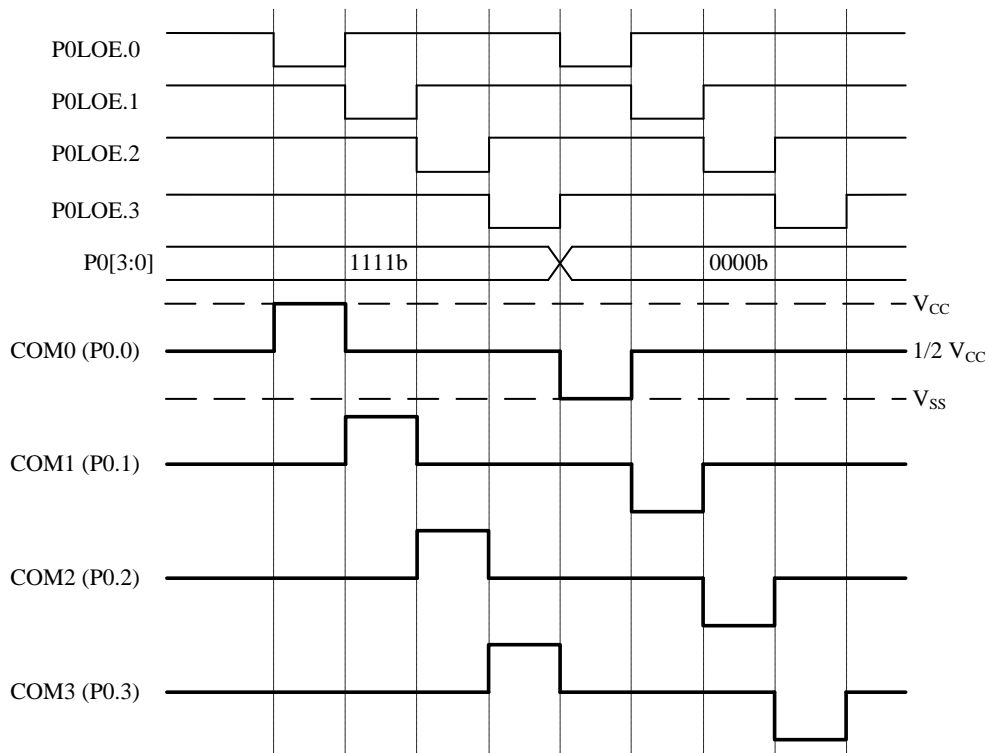 P0LOE.0
P0LOE.1
P0LOE.2
P0LOE.3
P0[3:0] 1111b 0000b
VCC
COM0 (P0.0) 1/2 VCC
VSS
COM1 (P0.1)
COM2 (P0.2)
COM3 (P0.3)